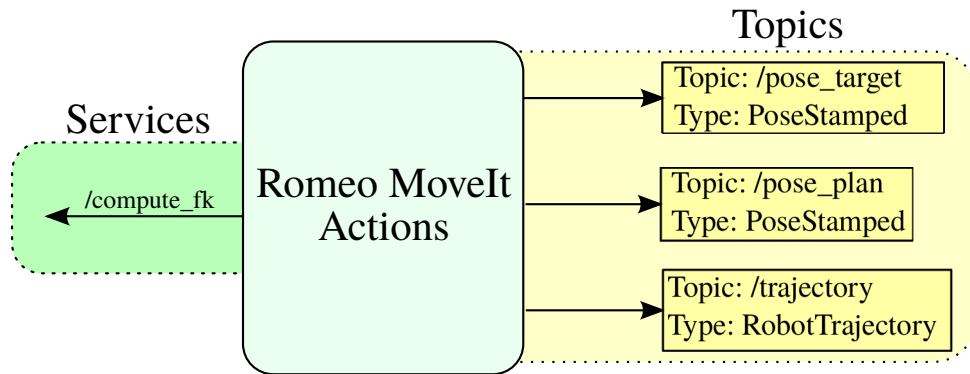 Topics
Topic: /pose_target
Type: PoseStamped
Services
/compute_fk
Romeo MoveIt
Actions
Topic: /pose_plan
Type: PoseStamped
Topic: /trajectory
Type: RobotTrajectory